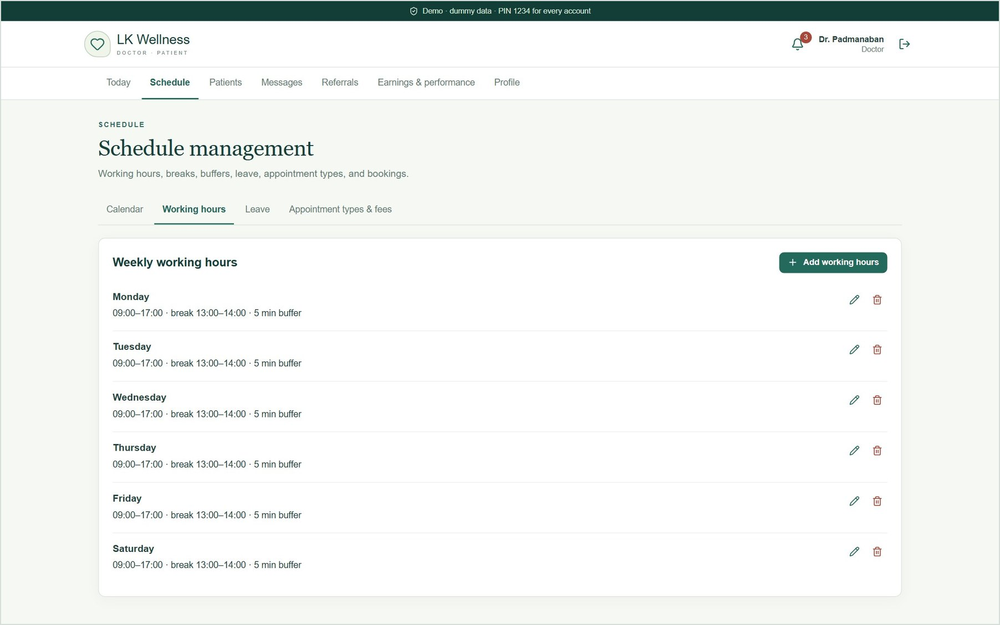 Demo · dummy data · PIN 1234 for every account
LK Wellness
DOCTOR · PATIENT
3
Dr. Padmanaban
Doctor
Today
Schedule
Patients
Messages
Referrals
Earnings & performance
Profile
SCHEDULE
Schedule management
Working hours, breaks, buffers, leave, appointment types, and bookings.
Calendar
Working hours
Leave
Appointment types & fees
Weekly working hours
Add working hours
Monday
09:00–17:00 · break 13:00–14:00 · 5 min buffer
Tuesday
09:00–17:00 · break 13:00–14:00 · 5 min buffer
Wednesday
09:00–17:00 · break 13:00–14:00 · 5 min buffer
Thursday
09:00–17:00 · break 13:00–14:00 · 5 min buffer
Friday
09:00–17:00 · break 13:00–14:00 · 5 min buffer
Saturday
09:00–17:00 · break 13:00–14:00 · 5 min buffer